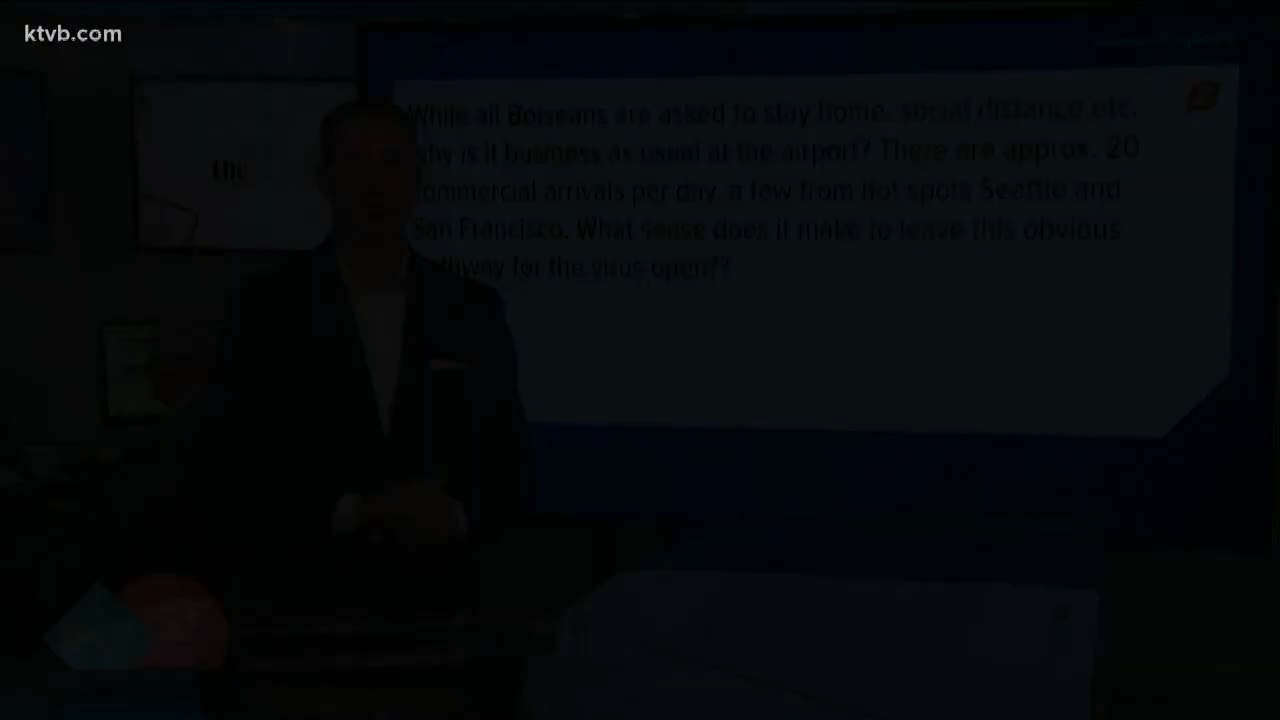 ktvb.com
the
While all Boiseans are asked to stay home, social distance etc.
why is it business as usual at the airport? There are approx. 20
commercial arrivals per day, a few from hot spots Seattle and
San Francisco. What sense does it make to leave this obvious
pathway for the virus open??